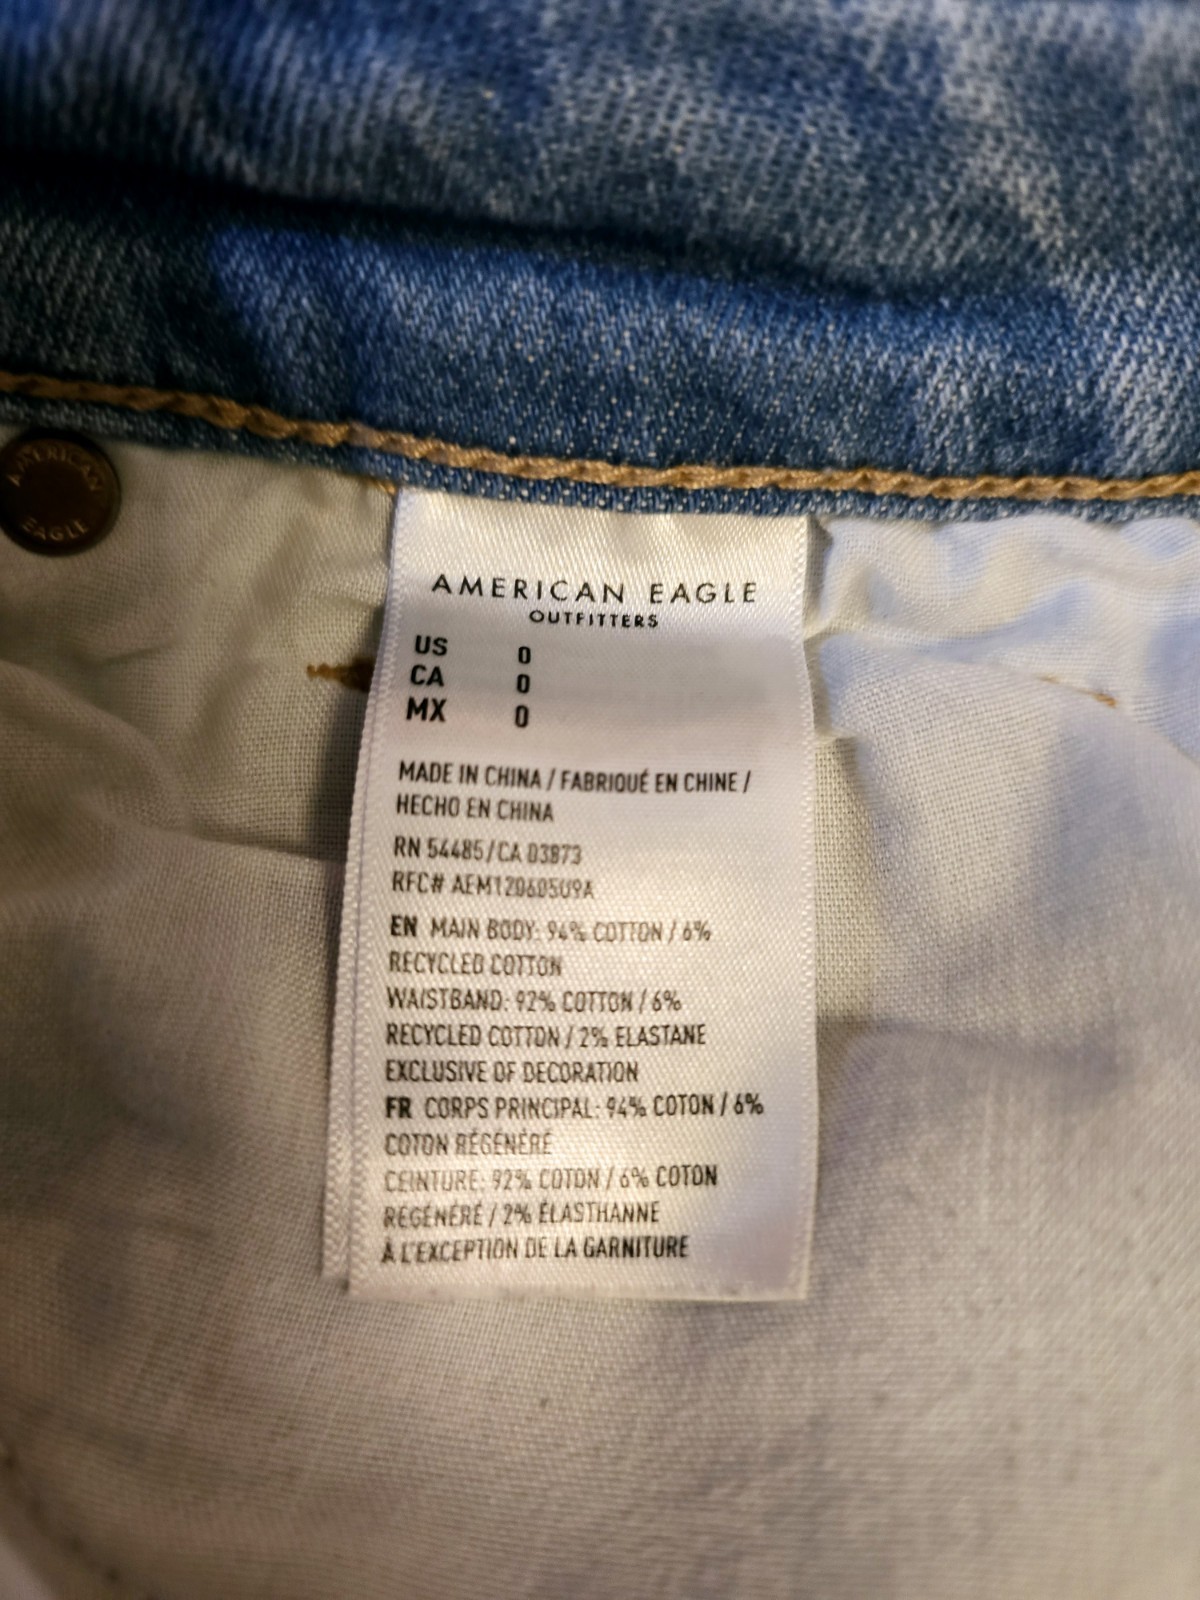 AMERICAN
EAGLE
AMERICAN EAGLE
OUTFITTERS
US 0
CA 0
MX 0
MADE IN CHINA / FABRIQUÉ EN CHINE /
HECHO EN CHINA
RN 54485/CA 03873
RFC# AEM120605U9A
EN MAIN BODY: 94% COTTON / 6%
RECYCLED COTTON
WAISTBAND: 92% COTTON / 6%
RECYCLED COTTON / 2% ELASTANE
EXCLUSIVE OF DECORATION
FR CORPS PRINCIPAL: 94% COTON / 6%
COTON RÉGÉNÉRÉ
CEINTURE: 92% COTON / 6% COTON
RÉGÉNÉRÉ / 2% ÉLASTHANNE
À L'EXCEPTION DE LA GARNITURE